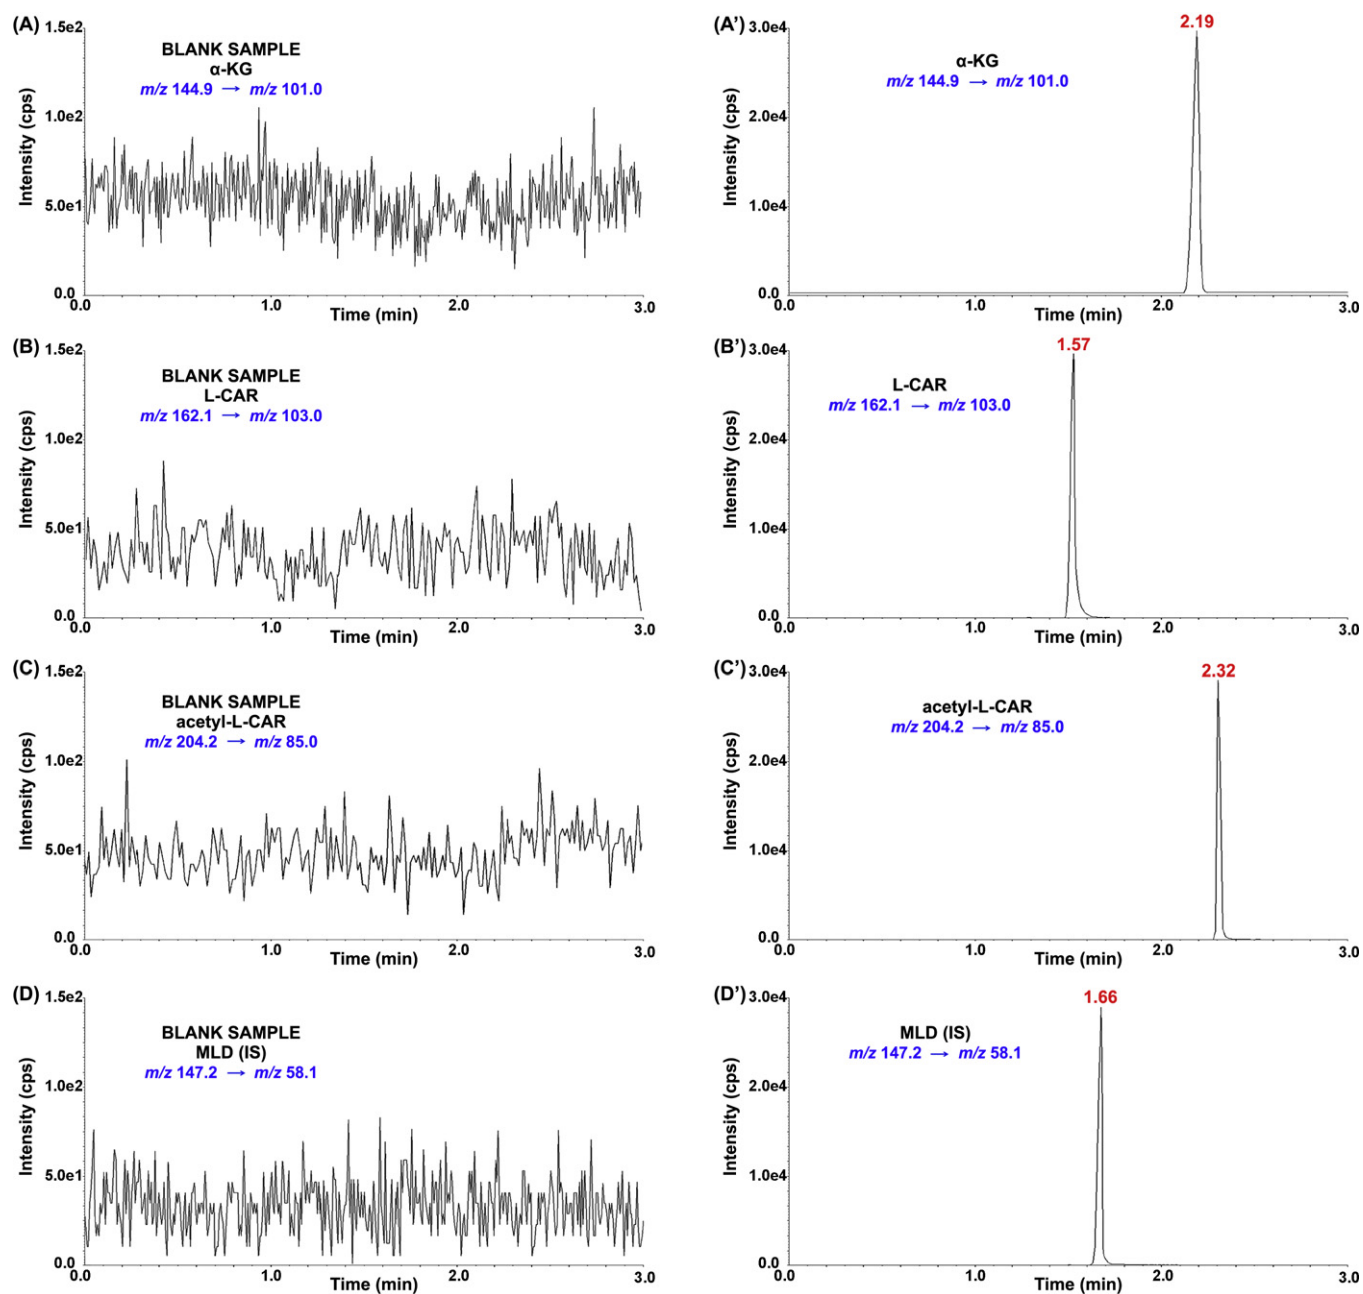 (A)
1.5e2
1.0e2
5.0e1
0.0
Intensity (cps)
BLANK SAMPLE
α-KG
m/z 144.9 → m/z 101.0
0.0 1.0 2.0 3.0
Time (min)
(A’)
3.0e4
2.0e4
1.0e4
0.0
Intensity (cps)
2.19
α-KG
m/z 144.9 → m/z 101.0
0.0 1.0 2.0 3.0
Time (min)
(B)
1.5e2
1.0e2
5.0e1
0.0
Intensity (cps)
BLANK SAMPLE
L-CAR
m/z 162.1 → m/z 103.0
0.0 1.0 2.0 3.0
Time (min)
(B’)
3.0e4
2.0e4
1.0e4
0.0
Intensity (cps)
1.57
L-CAR
m/z 162.1 → m/z 103.0
0.0 1.0 2.0 3.0
Time (min)
(C)
1.5e2
1.0e2
5.0e1
0.0
Intensity (cps)
BLANK SAMPLE
acetyl-L-CAR
m/z 204.2 → m/z 85.0
0.0 1.0 2.0 3.0
Time (min)
(C’)
3.0e4
2.0e4
1.0e4
0.0
Intensity (cps)
2.32
acetyl-L-CAR
m/z 204.2 → m/z 85.0
0.0 1.0 2.0 3.0
Time (min)
(D)
1.5e2
1.0e2
5.0e1
0.0
Intensity (cps)
BLANK SAMPLE
MLD (IS)
m/z 147.2 → m/z 58.1
0.0 1.0 2.0 3.0
Time (min)
(D’)
3.0e4
2.0e4
1.0e4
0.0
Intensity (cps)
1.66
MLD (IS)
m/z 147.2 → m/z 58.1
0.0 1.0 2.0 3.0
Time (min)